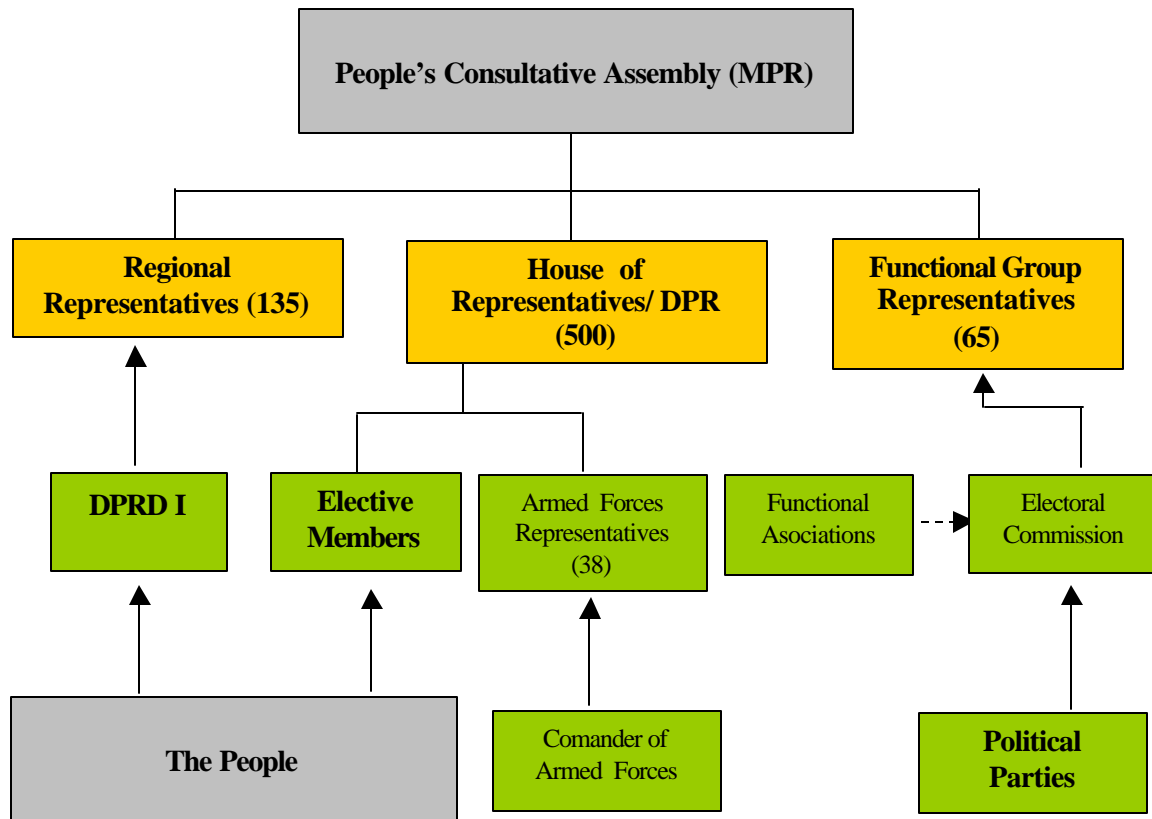 People’s Consultative Assembly (MPR)
Regional
Representatives (135)
House of
Representatives/ DPR
(500)
Functional Group
Representatives
(65)
DPRD I
Elective
Members
Armed Forces
Representatives
(38)
Functional
Asociations
Electoral
Commission
The People
Comander of
Armed Forces
Political
Parties